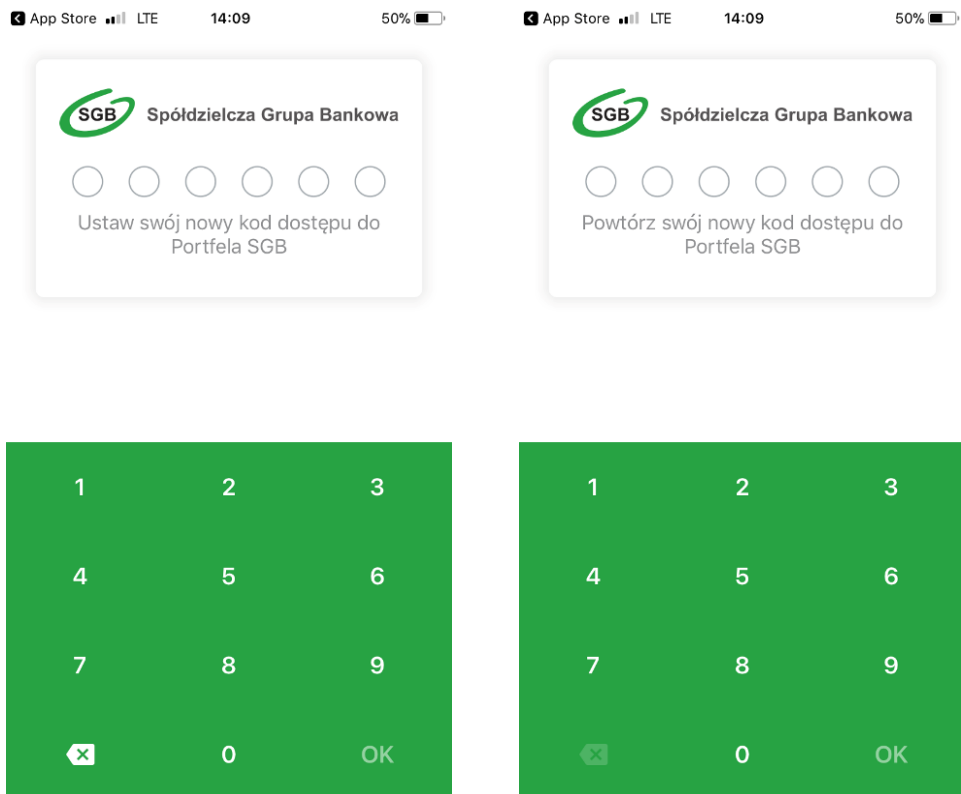 App Store LTE 14:09 50%
SGB Spółdzielcza Grupa Bankowa
Ustaw swój nowy kod dostępu do
Portfela SGB
1 2 3
4 5 6
7 8 9
0 OK
App Store LTE 14:09 50%
SGB Spółdzielcza Grupa Bankowa
Powtórz swój nowy kod dostępu do
Portfela SGB
1 2 3
4 5 6
7 8 9
0 OK